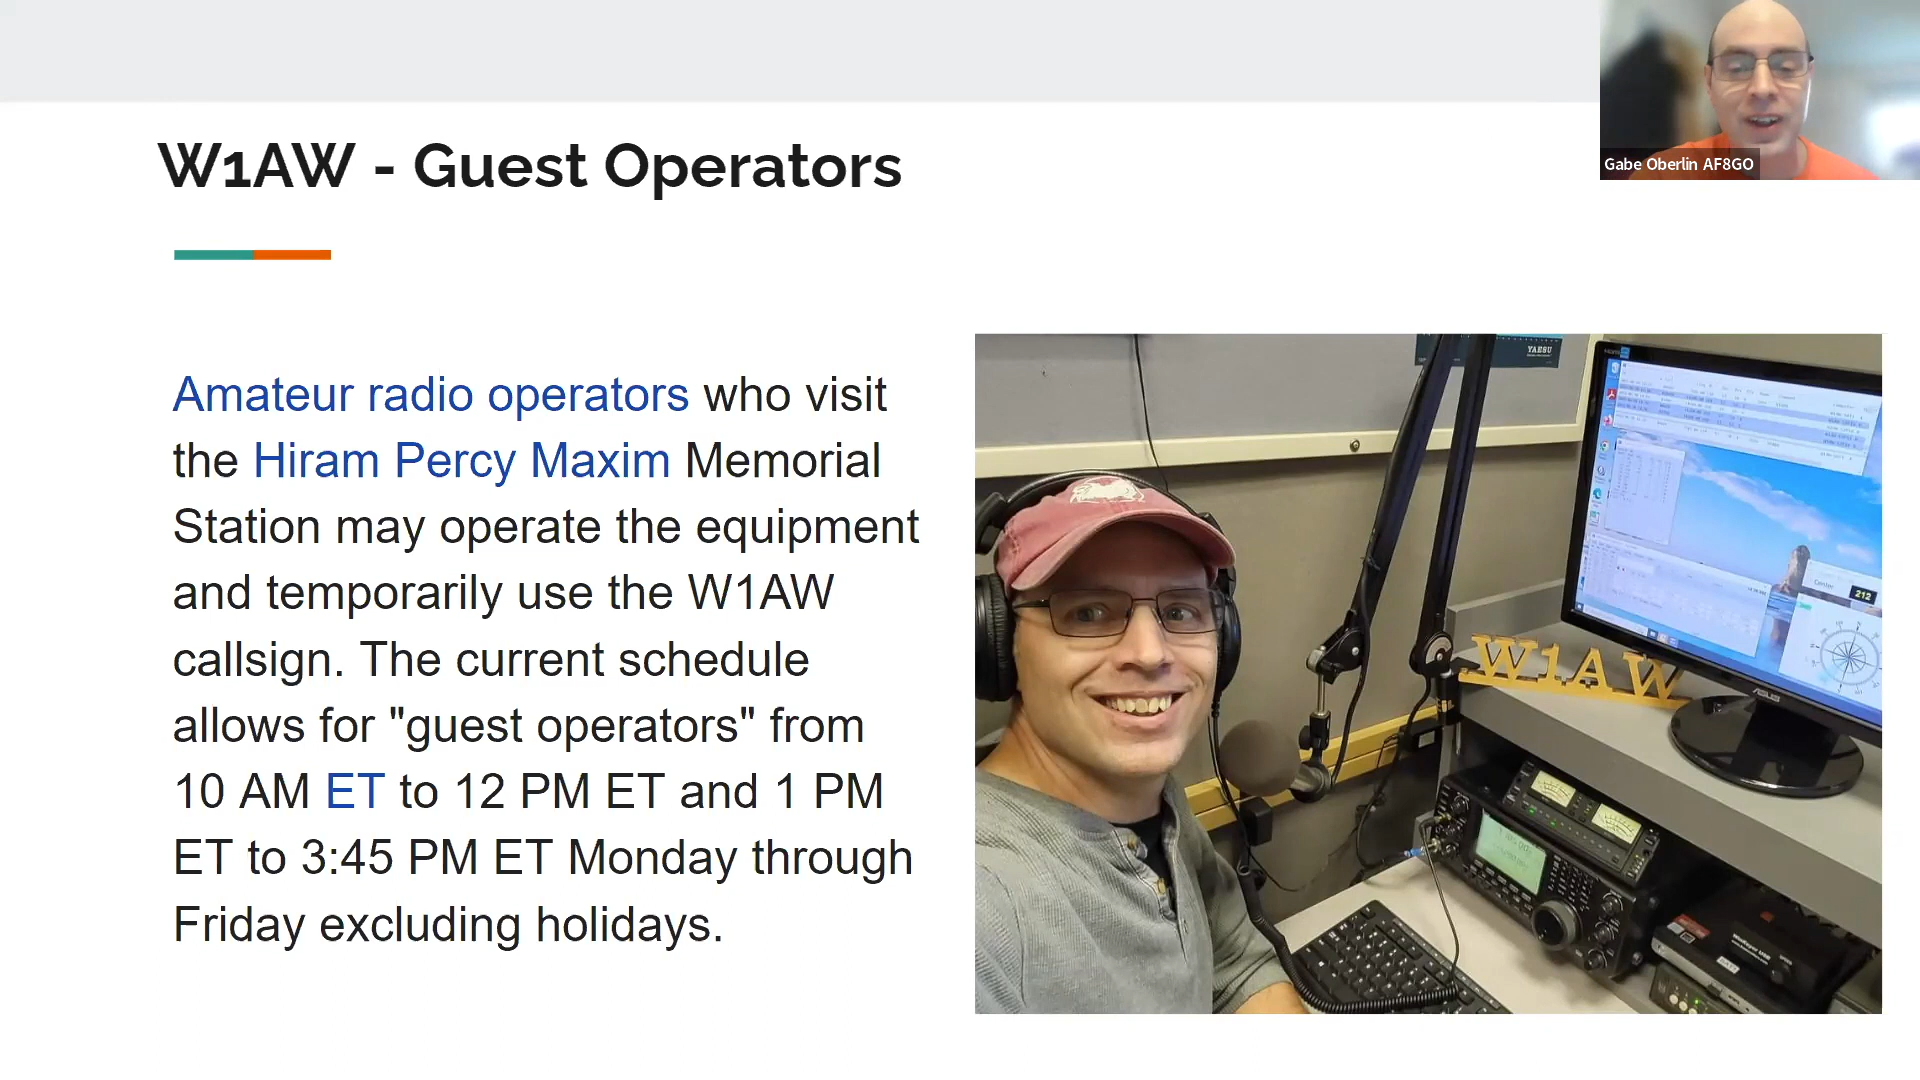 W1AW - Guest Operators
Gabe Oberlin AF8GO
Amateur radio operators who visit
the Hiram Percy Maxim Memorial
Station may operate the equipment
and temporarily use the W1AW
callsign. The current schedule
allows for "guest operators" from
10 AM ET to 12 PM ET and 1 PM
ET to 3:45 PM ET Monday through
Friday excluding holidays.
YAESU
Center
212
W1AW
ASUS